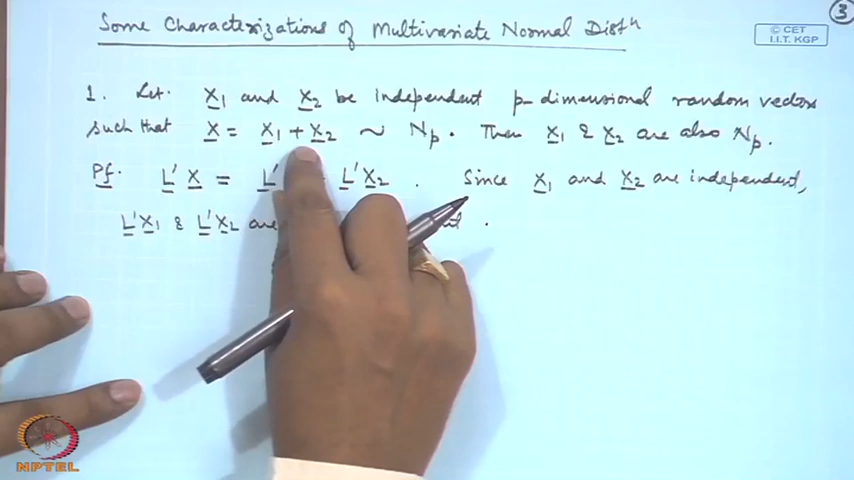 3
Some Characterizations of Multivariate Normal Distⁿ
© CET
I.I.T. KGP
1. Let X₁ and X₂ be independent p-dimensional random vectors
such that X = X₁ + X₂ ~ Nₚ. Then X₁ & X₂ are also Nₚ.
Pf. L'X = L' L'X₂. Since X₁ and X₂ are independent,
L'X₁ & L'X₂ are
NPTEL